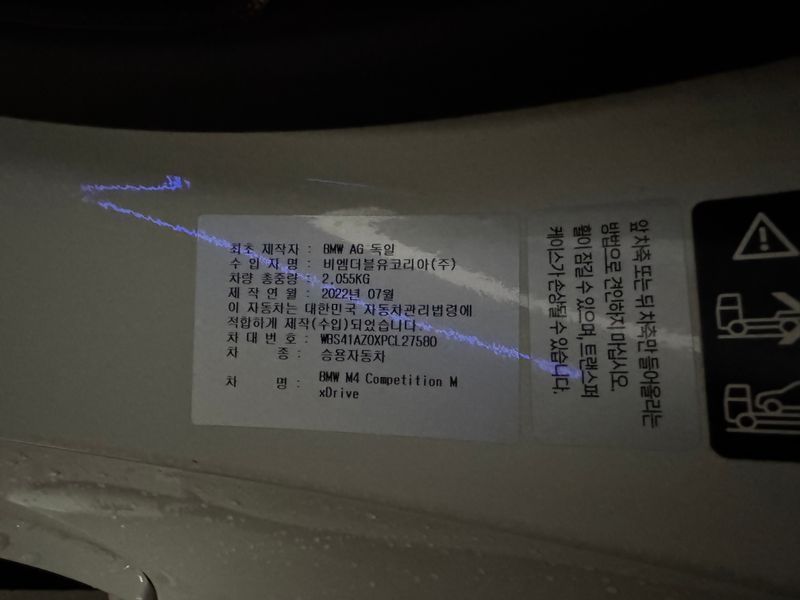 최초 제작자 : BMW AG 독일
수 입 자 명 : 비엠더블유코리아(주)
차량 총중량 : 2,055KG
제 작 연 월 : 2022년 07월
이 자동차는 대한민국 자동차관리법령에
적합하게 제작(수입)되었습니다
차 대 번 호 : WBS41AZ0XPCL27580
차 종 : 승용자동차
차 명 : BMW M4 Competition M
xDrive
앞 차축 또는 뒤 차축만 들어올리는
방법으로 견인하지 마십시오.
휠이 잠길 수 있으며, 트랜스퍼
케이스가 손상될 수 있습니다.